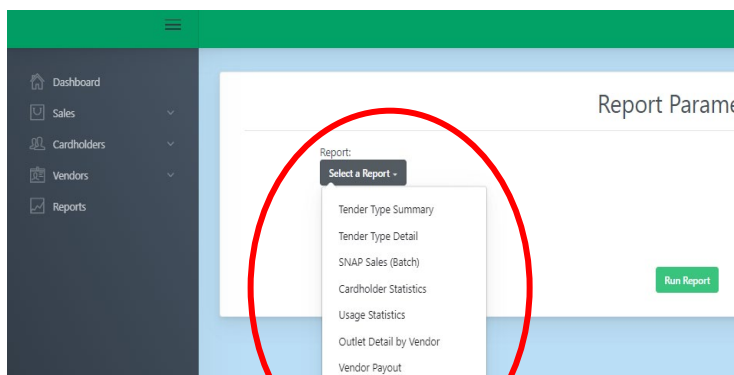 Dashboard
Sales
Cardholders
Vendors
Reports
Report Parame
Report:
Select a Report
Tender Type Summary
Tender Type Detail
SNAP Sales (Batch)
Cardholder Statistics
Usage Statistics
Outlet Detail by Vendor
Vendor Payout
Run Report